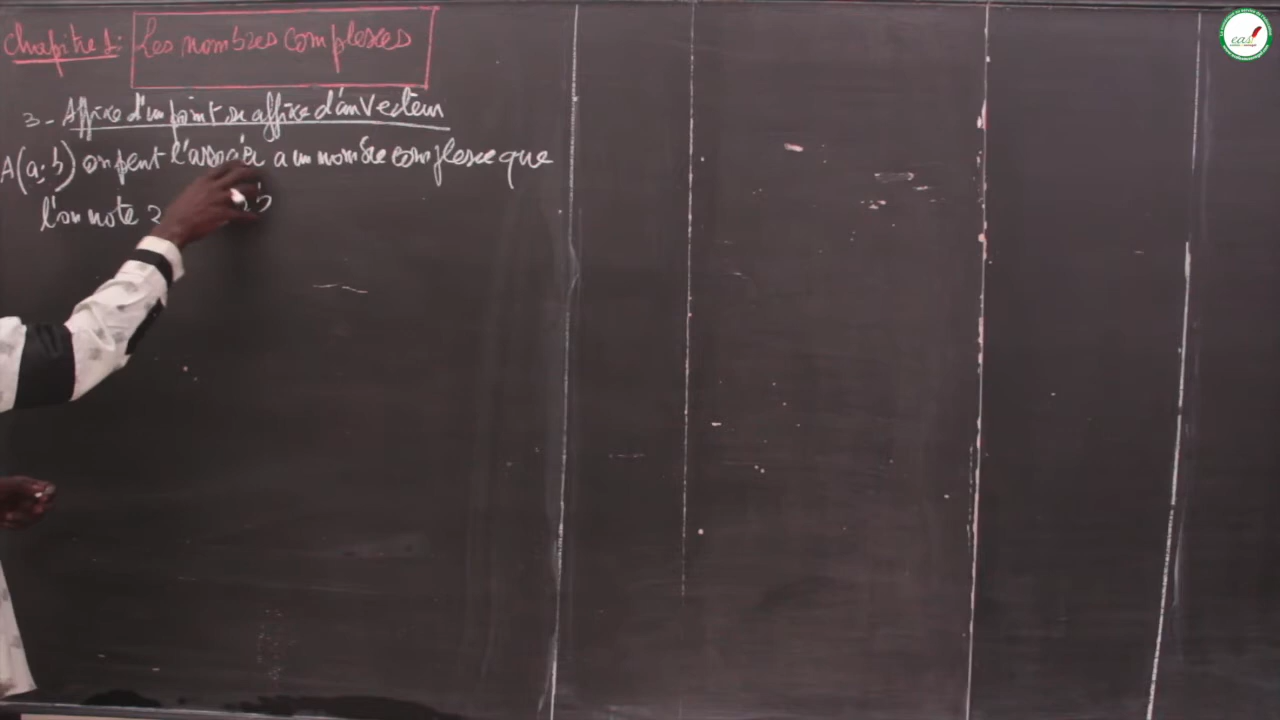 Chapitre 1: Les nombres complexes
3- Affixe d'un point ou affixe d'un Vecteur
A(a; b) on peut l'associer a un nombre complexe que
l'on note z
eas!